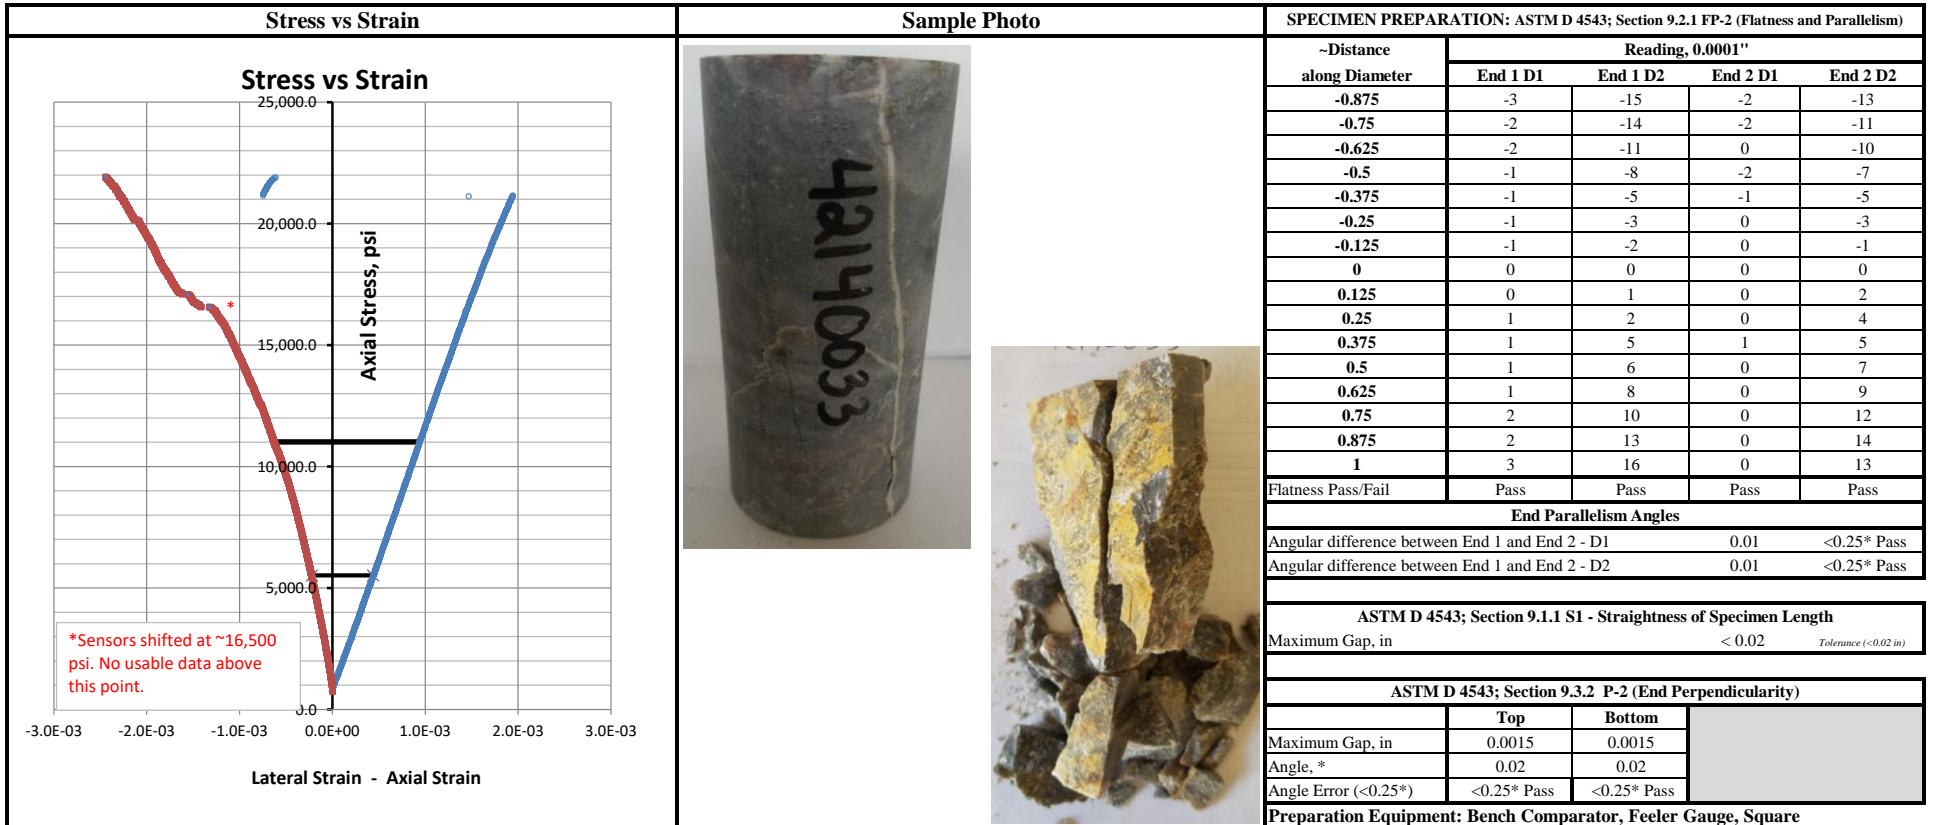 Stress vs Strain
Stress vs Strain
25,000.0
20,000.0
15,000.0
10,000.0
5,000.0
0.0
Axial Stress, psi
*
*Sensors shifted at ~16,500
psi. No usable data above
this point.
-3.0E-03 -2.0E-03 -1.0E-03 0.0E+00 1.0E-03 2.0E-03 3.0E-03
Lateral Strain - Axial Strain
Sample Photo
42140033
SPECIMEN PREPARATION: ASTM D 4543; Section 9.2.1 FP-2 (Flatness and Parallelism)
~Distance Reading, 0.0001"
along Diameter End 1 D1 End 1 D2 End 2 D1 End 2 D2
-0.875 -3 -15 -2 -13
-0.75 -2 -14 -2 -11
-0.625 -2 -11 0 -10
-0.5 -1 -8 -2 -7
-0.375 -1 -5 -1 -5
-0.25 -1 -3 0 -3
-0.125 -1 -2 0 -1
0 0 0 0 0
0.125 0 1 0 2
0.25 1 2 0 4
0.375 1 5 1 5
0.5 1 6 0 7
0.625 1 8 0 9
0.75 2 10 0 12
0.875 2 13 0 14
1 3 16 0 13
Flatness Pass/Fail Pass Pass Pass Pass
End Parallelism Angles
Angular difference between End 1 and End 2 - D1 0.01 <0.25* Pass
Angular difference between End 1 and End 2 - D2 0.01 <0.25* Pass
ASTM D 4543; Section 9.1.1 S1 - Straightness of Specimen Length
Maximum Gap, in < 0.02 Tolerance (<0.02 in)
ASTM D 4543; Section 9.3.2 P-2 (End Perpendicularity)
Top Bottom
Maximum Gap, in 0.0015 0.0015
Angle, * 0.02 0.02
Angle Error (<0.25*) <0.25* Pass <0.25* Pass
Preparation Equipment: Bench Comparator, Feeler Gauge, Square